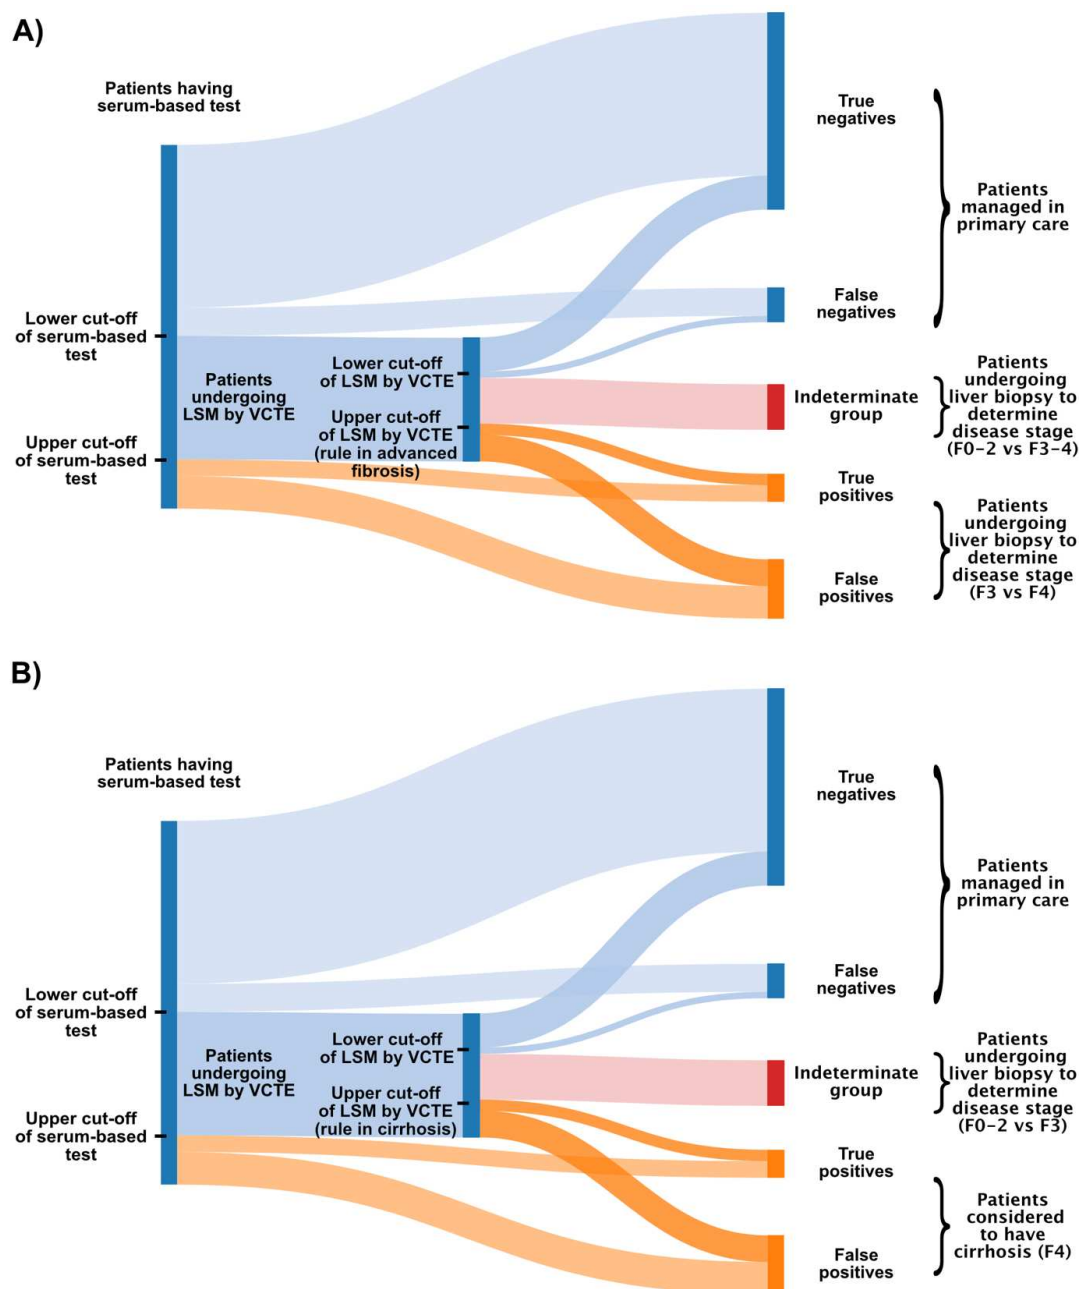 A)
Patients having
serum-based test
True
negatives
Patients
managed in
primary care
False
negatives
Lower cut-off
of serum-based
test
Patients
undergoing
LSM by VCTE
Lower cut-off
of LSM by VCTE
Upper cut-off
of LSM by VCTE
(rule in advanced
fibrosis)
Indeterminate
group
Patients
undergoing
liver biopsy to
determine
disease stage
(F0-2 vs F3-4)
Upper cut-off
of serum-based
test
True
positives
False
positives
Patients
undergoing
liver biopsy to
determine
disease stage
(F3 vs F4)
B)
Patients having
serum-based test
True
negatives
Patients
managed in
primary care
False
negatives
Lower cut-off
of serum-based
test
Patients
undergoing
LSM by VCTE
Lower cut-off
of LSM by VCTE
Upper cut-off
of LSM by VCTE
(rule in cirrhosis)
Indeterminate
group
Patients
undergoing
liver biopsy to
determine
disease stage
(F0-2 vs F3)
Upper cut-off
of serum-based
test
True
positives
False
positives
Patients
considered
to have
cirrhosis (F4)